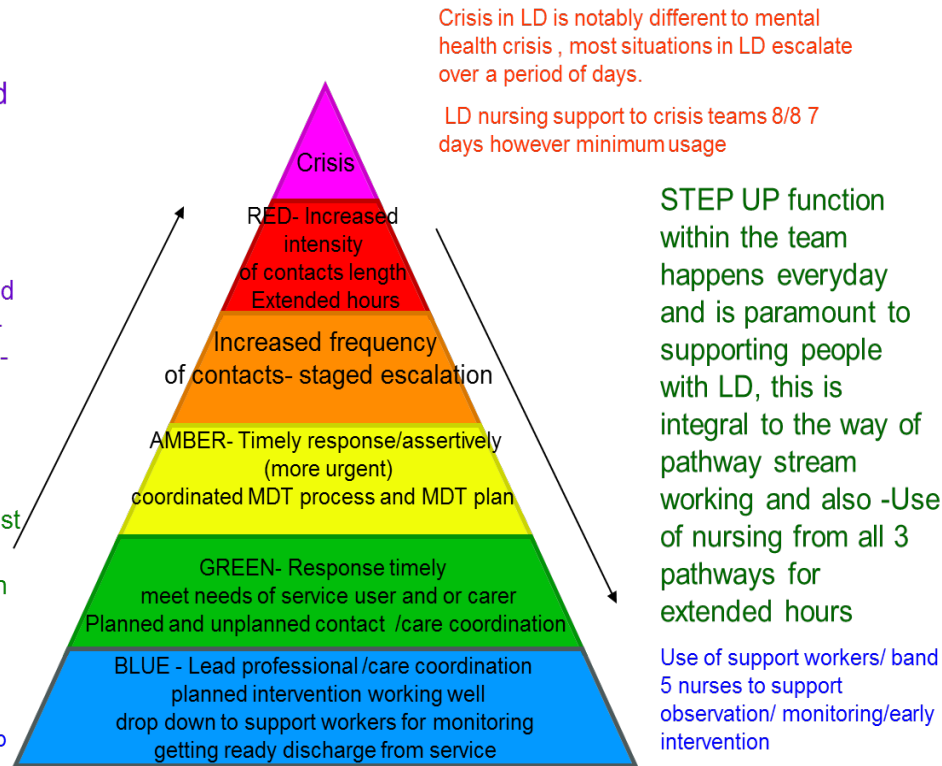 Crisis in LD is notably different to mental
health crisis , most situations in LD escalate
over a period of days.
LD nursing support to crisis teams 8/8 7
days however minimum usage
Crisis
RED- Increased
intensity
of contacts length
Extended hours
Increased frequency
of contacts- staged escalation
AMBER- Timely response/assertively
(more urgent)
coordinated MDT process and MDT plan
GREEN- Response timely
meet needs of service user and or carer
Planned and unplanned contact /care coordination
BLUE - Lead professional /care coordination
planned intervention working well
drop down to support workers for monitoring
getting ready discharge from service
STEP UP function
within the team
happens everyday
and is paramount to
supporting people
with LD, this is
integral to the way of
pathway stream
working and also -Use
of nursing from all 3
pathways for
extended hours
Use of support workers/ band
5 nurses to support
observation/ monitoring/early
intervention